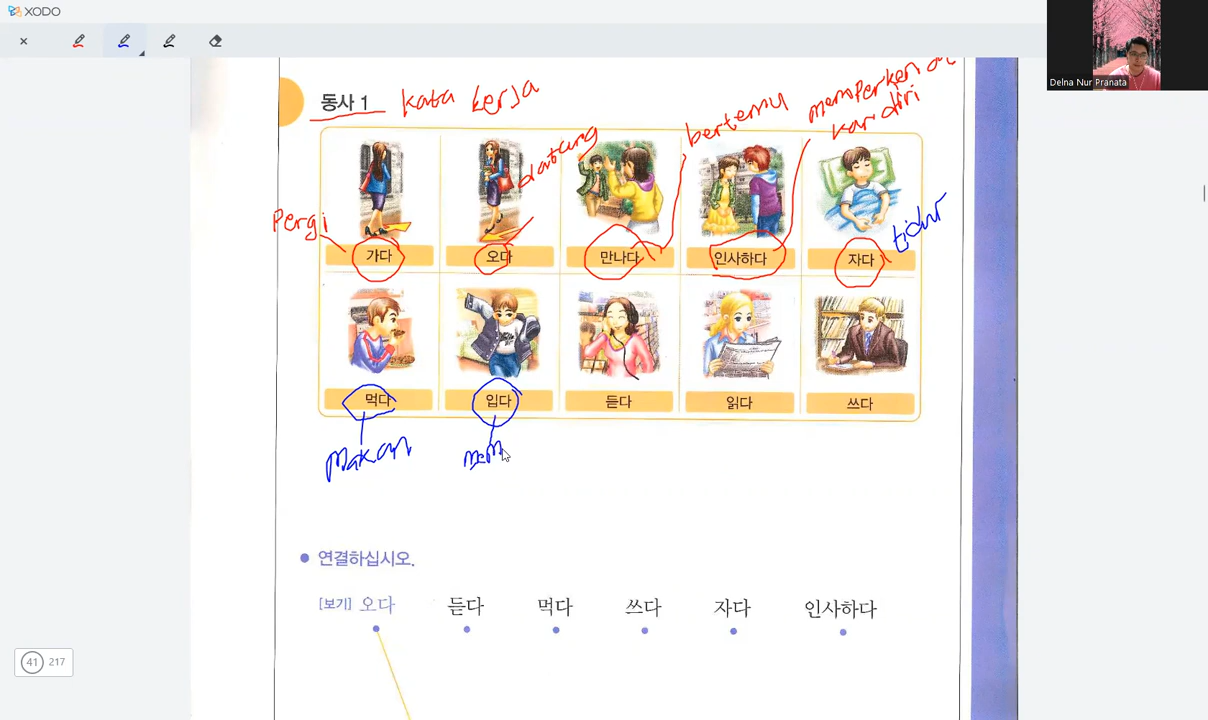 XODO
Delna Nur Pranata
동사 1 kata kerja
datang
bertemu
memperkenal
kan diri
Pergi
tidur
가다 오다 만나다 인사하다 자다
먹다 입다 듣다 읽다 쓰다
Makan mem
연결하십시오.
[보기] 오다 듣다 먹다 쓰다 자다 인사하다
41 217